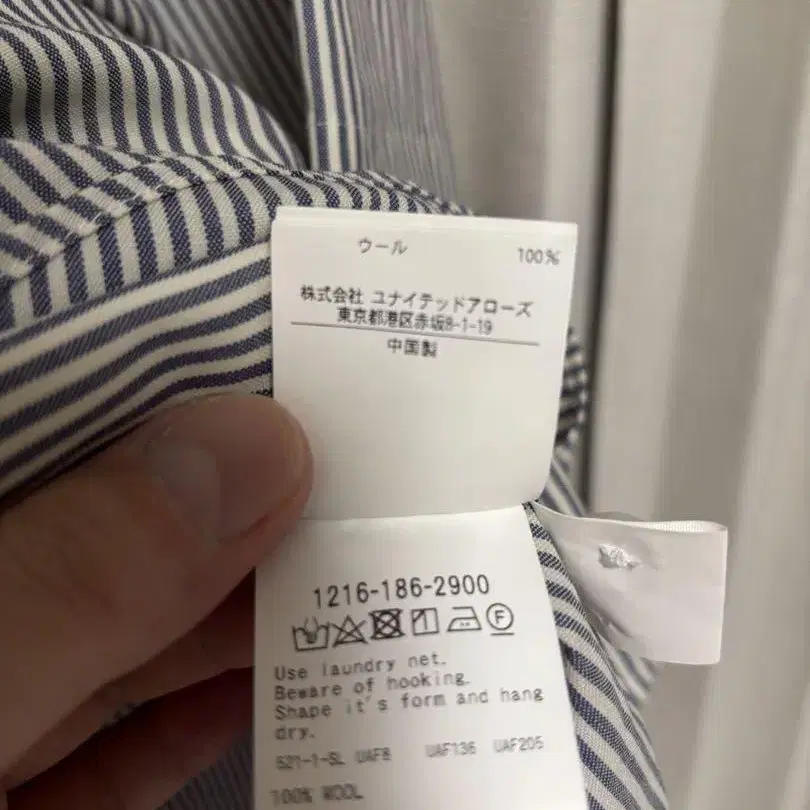 ウール 100%
株式会社 ユナイテッドアローズ
東京都港区赤坂8-1-19
中国製
1216-186-2900
F
Use laundry net.
Beware of hooking.
Shape it's form and hang
dry.
521-1-SL UAF8 UAF136 UAF205
100% WOOL